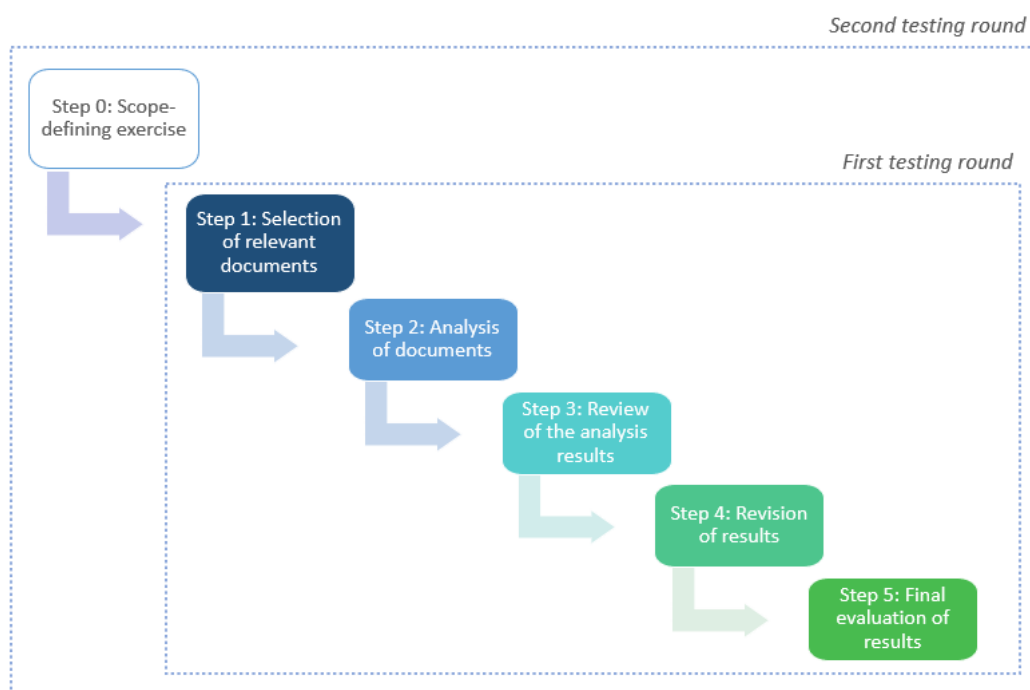 Second testing round
Step 0: Scope-
defining exercise
First testing round
Step 1: Selection
of relevant
documents
Step 2: Analysis
of documents
Step 3: Review
of the analysis
results
Step 4: Revision
of results
Step 5: Final
evaluation of
results